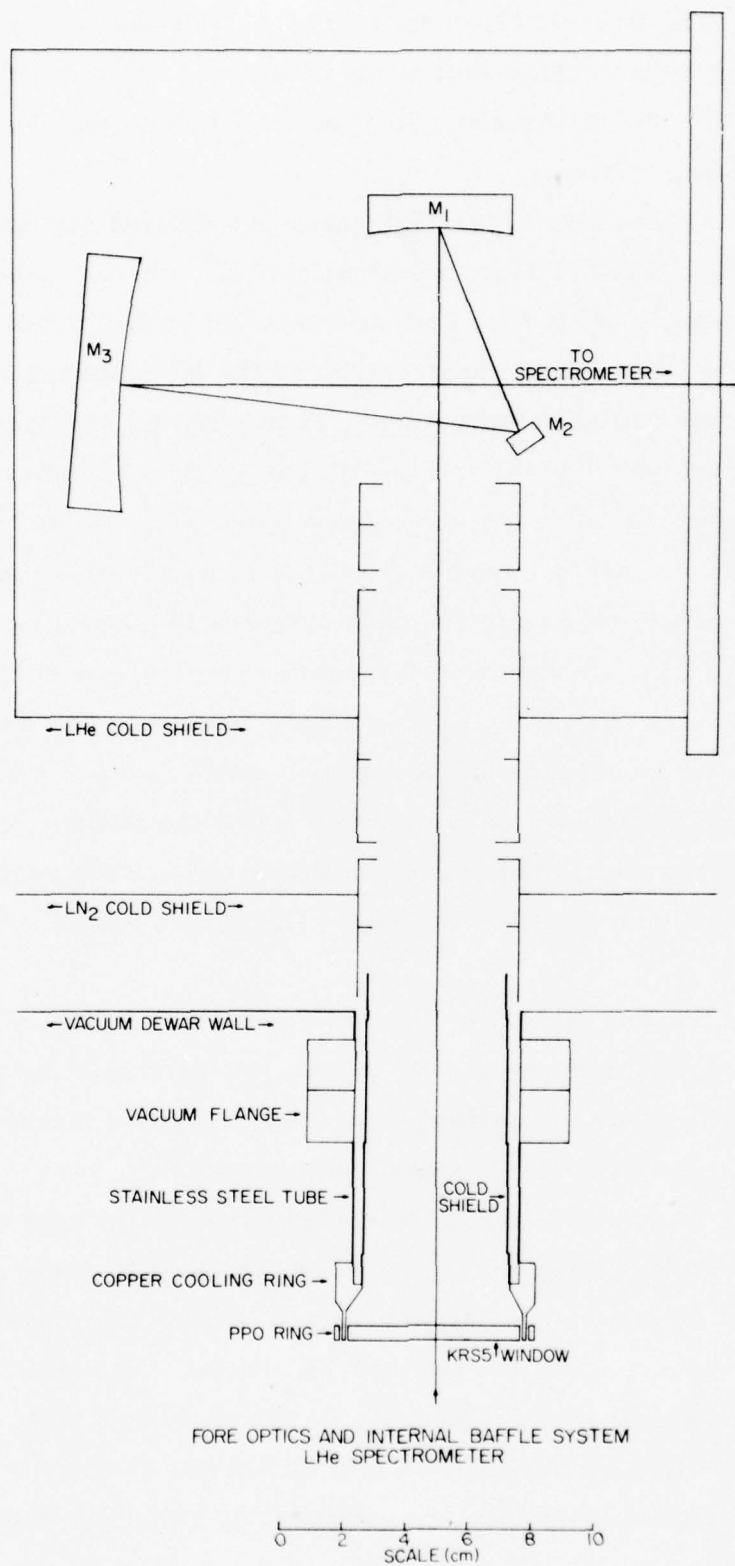 M1
M3
TO
SPECTROMETER→
M2
←LHe COLD SHIELD→
←LN2 COLD SHIELD→
←VACUUM DEWAR WALL→
VACUUM FLANGE→
STAINLESS STEEL TUBE→
COLD
SHIELD→
COPPER COOLING RING→
PPO RING→
KRS5↑WINDOW
FORE OPTICS AND INTERNAL BAFFLE SYSTEM
LHe SPECTROMETER
0 2 4 6 8 10
SCALE (cm)